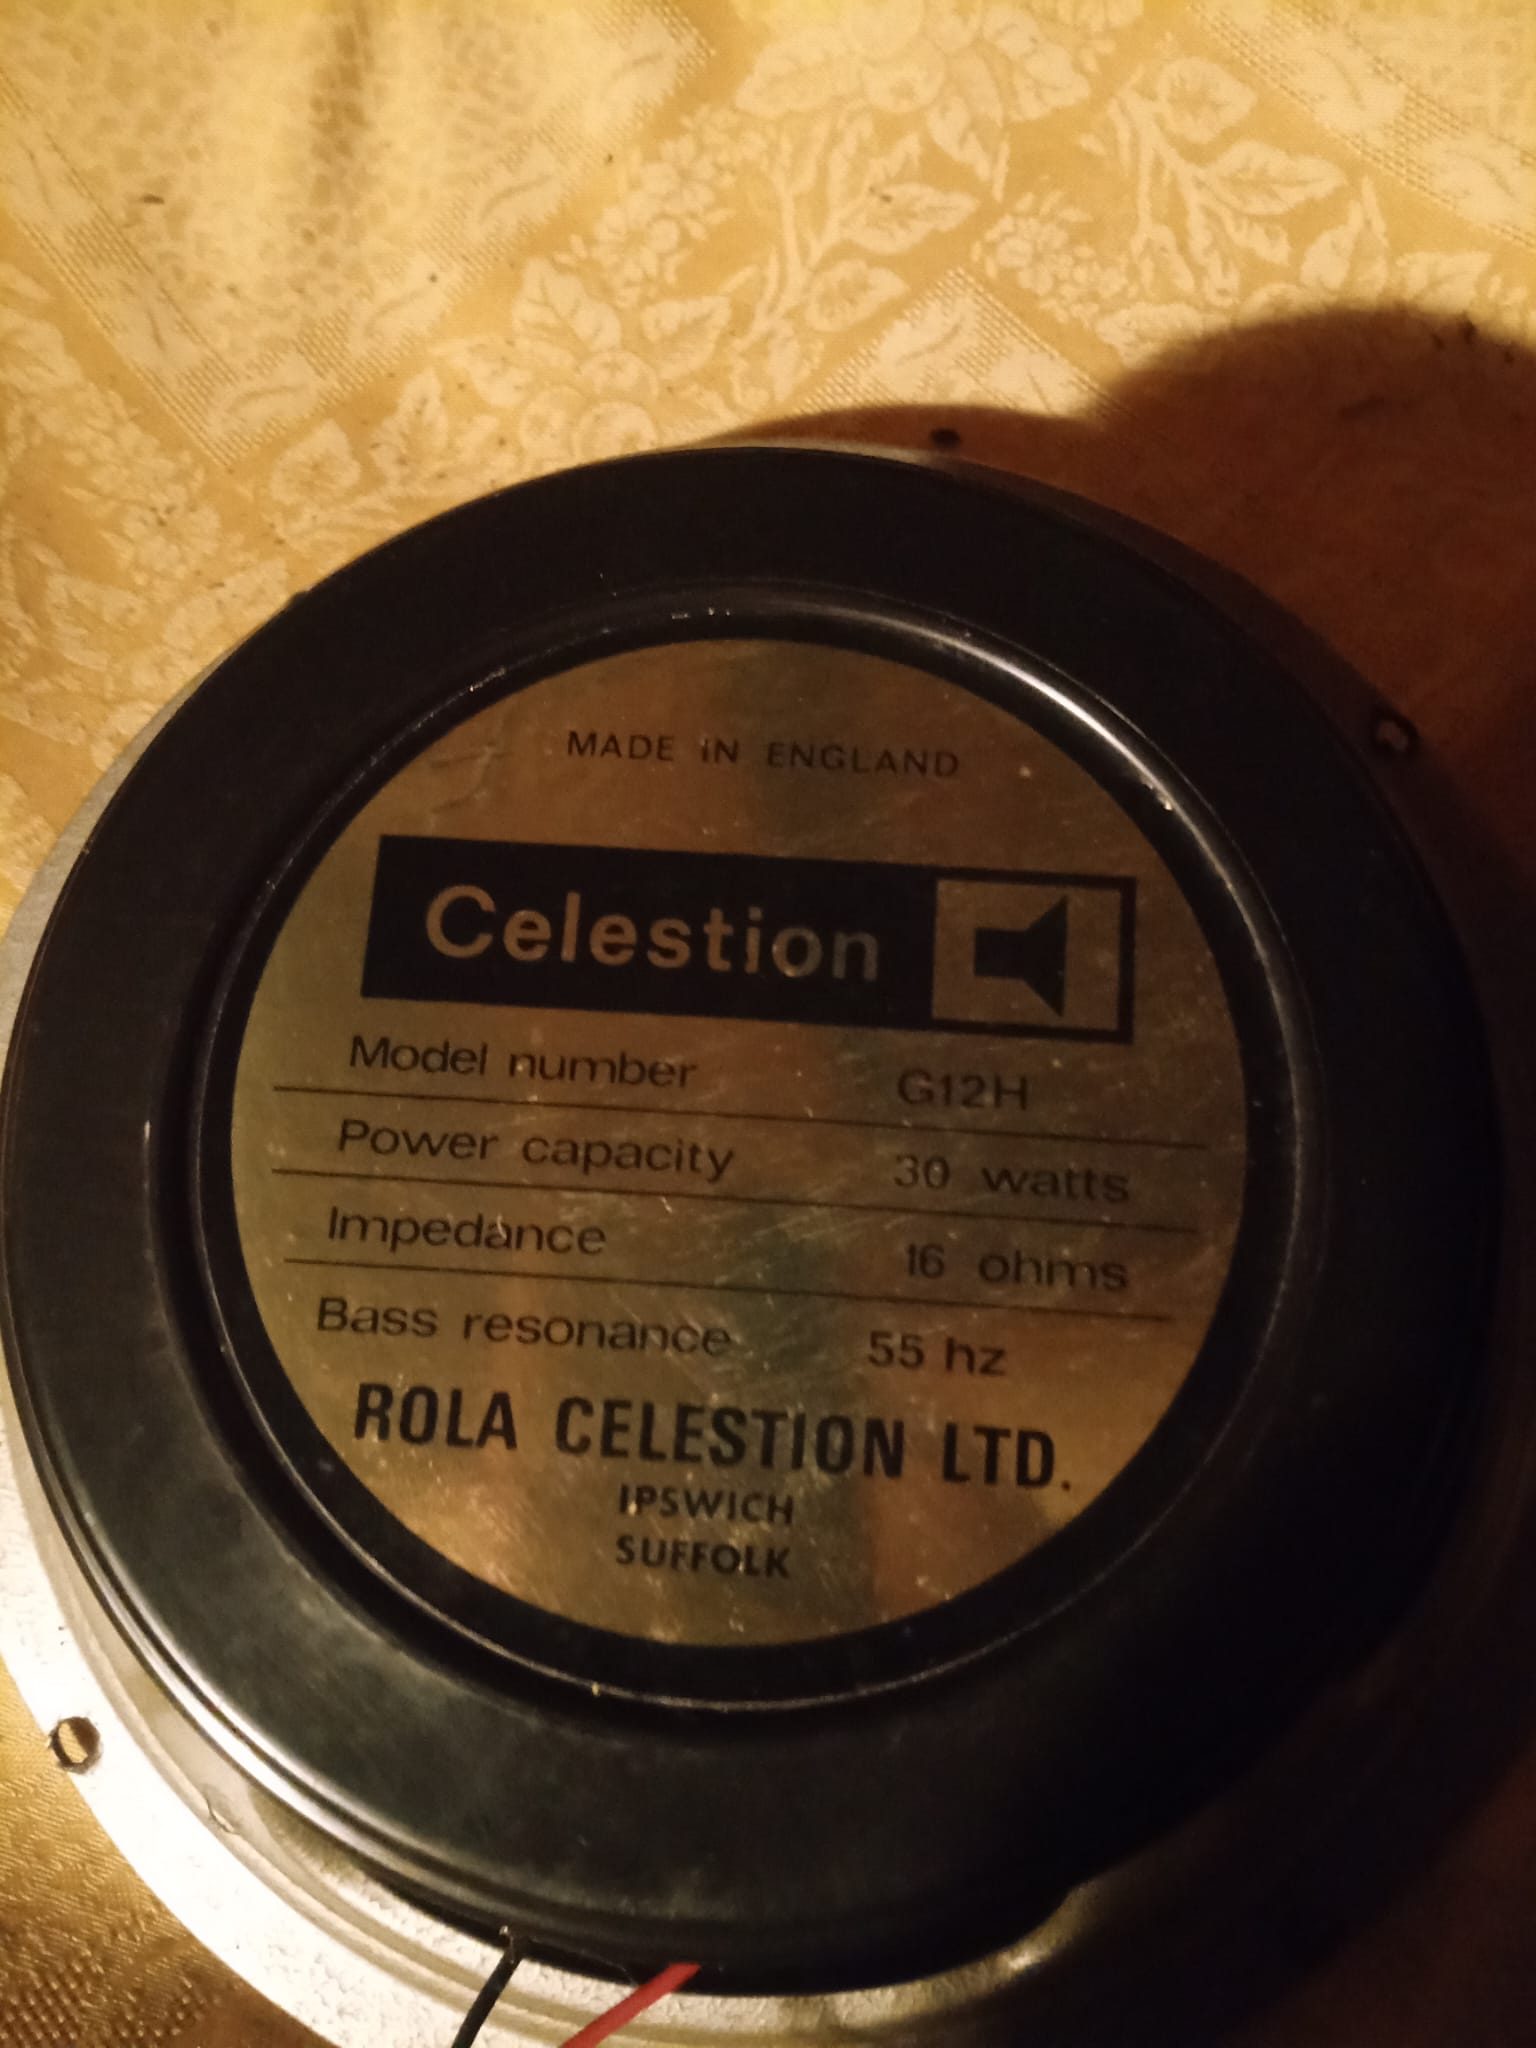 MADE IN ENGLAND
Celestion
Model number G12H
Power capacity 30 watts
Impedance 16 ohms
Bass resonance 55 hz
ROLA CELESTION LTD.
IPSWICH
SUFFOLK